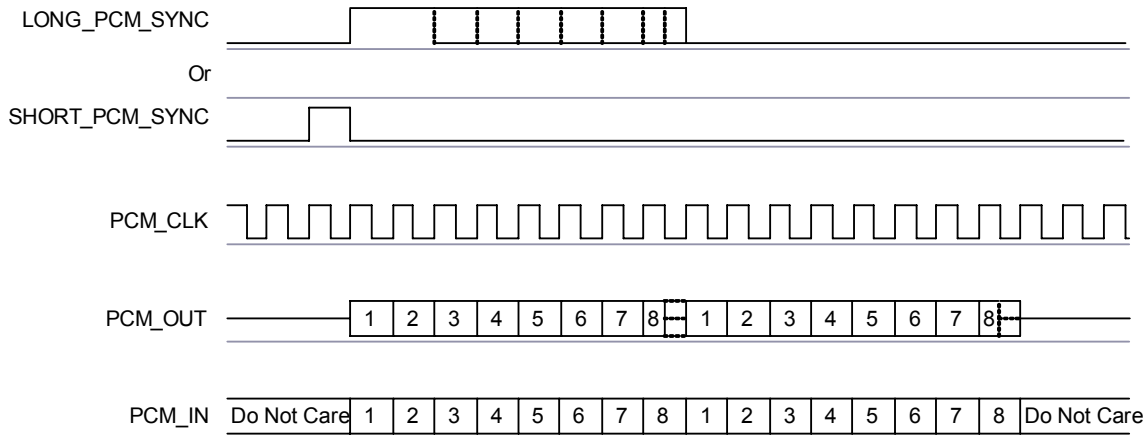 LONG_PCM_SYNC
Or
SHORT_PCM_SYNC
PCM_CLK
PCM_OUT 1 2 3 4 5 6 7 8 1 2 3 4 5 6 7 8
PCM_IN Do Not Care 1 2 3 4 5 6 7 8 1 2 3 4 5 6 7 8 Do Not Care